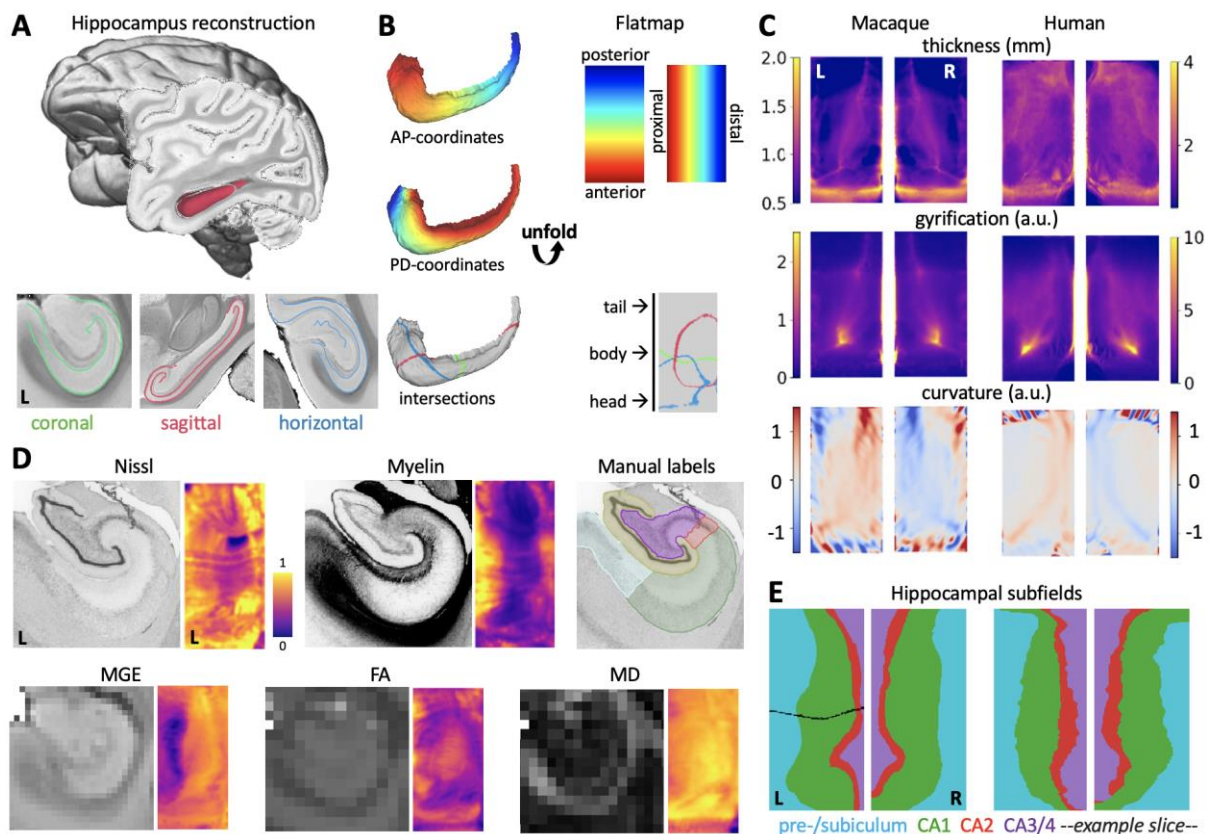 A
Hippocampus reconstruction
L
coronal
sagittal
horizontal
B
Flatmap
AP-coordinates
PD-coordinates
intersections
unfold
posterior
anterior
proximal
distal
tail →
body →
head →
C
Macaque
Human
thickness (mm)
L
R
2.0
1.5
1.0
0.5
4
2
gyrification (a.u.)
2
1
0
10
5
0
curvature (a.u.)
1
0
-1
1
0
-1
D
Nissl
Myelin
Manual labels
L
L
1
0
MGE
FA
MD
E
Hippocampal subfields
L
R
pre-/subiculum CA1 CA2 CA3/4 --example slice--